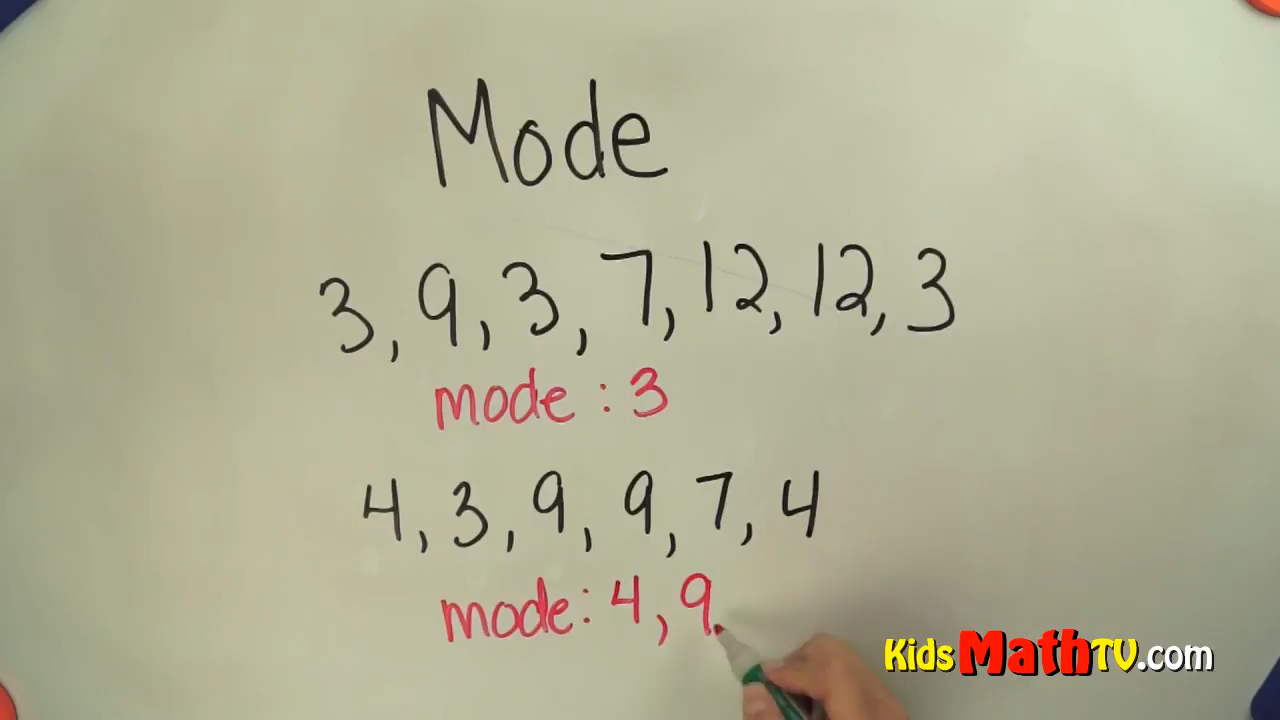 Mode
3, 9, 3, 7, 12, 12, 3
mode : 3
4, 3, 9, 9, 7, 4
mode: 4, 9
KidsMathTV.com